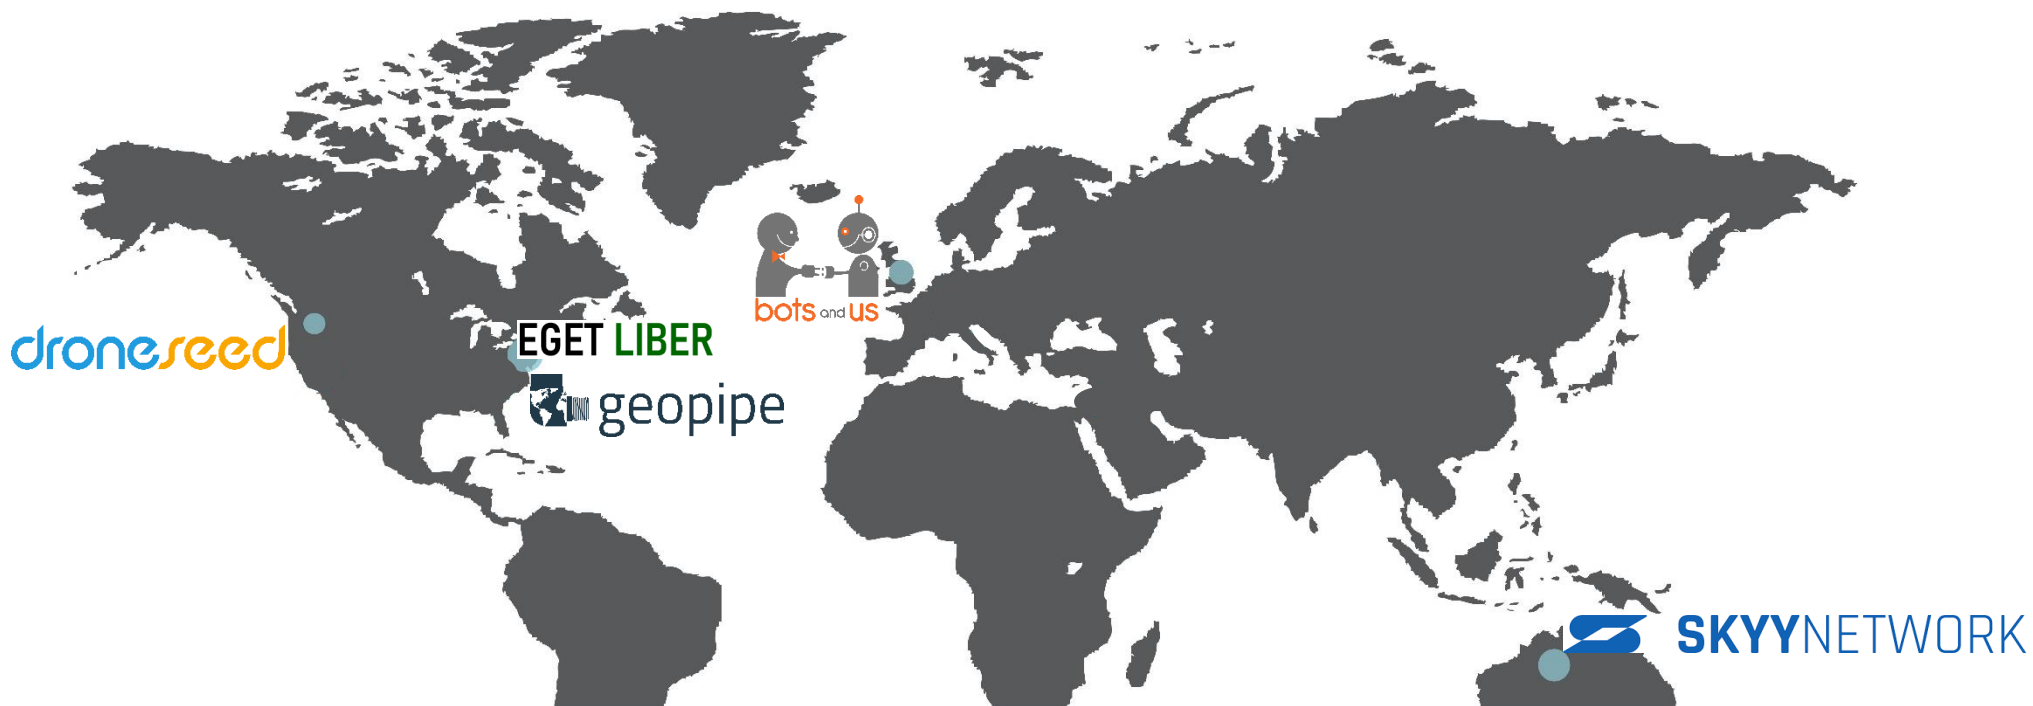 droneseed
EGET LIBER
geopipe
bots and us
SKYYNETWORK